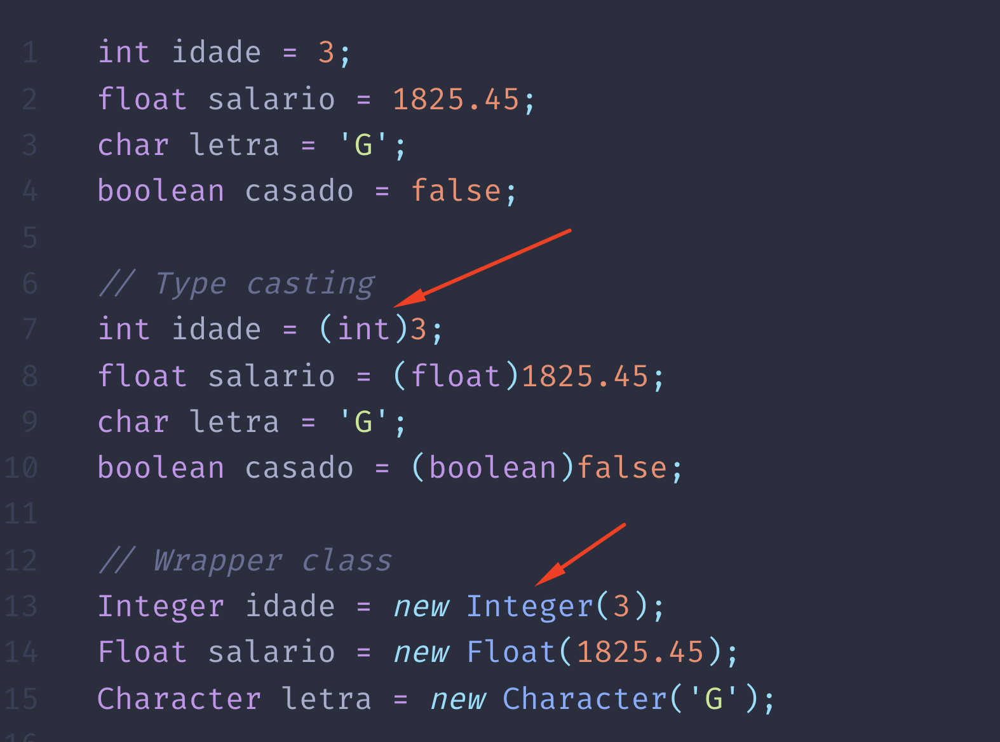 1 int idade = 3;
2 float salario = 1825.45;
3 char letra = 'G';
4 boolean casado = false;
5
6 // Type casting
7 int idade = (int)3;
8 float salario = (float)1825.45;
9 char letra = 'G';
10 boolean casado = (boolean)false;
11
12 // Wrapper class
13 Integer idade = new Integer(3);
14 Float salario = new Float(1825.45);
15 Character letra = new Character('G');
16